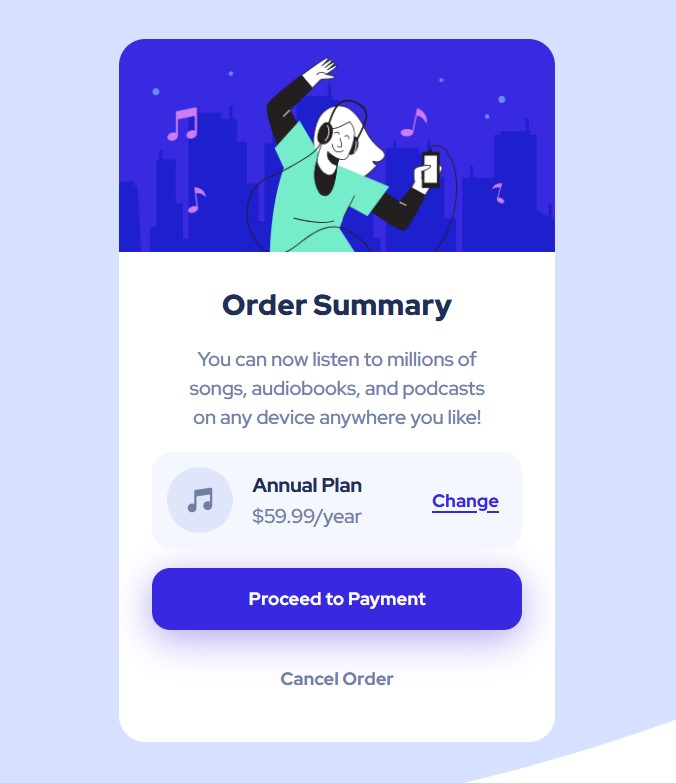 Order Summary
You can now listen to millions of
songs, audiobooks, and podcasts
on any device anywhere you like!
Annual Plan
$59.99/year
Change
Proceed to Payment
Cancel Order